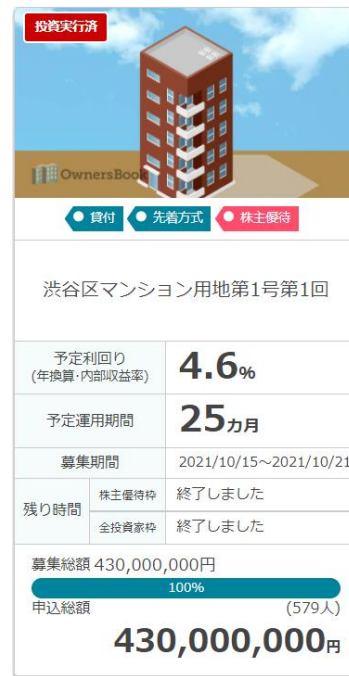 投資実行済
OwnersBook
貸付 先着方式 株主優待
渋谷区マンション用地第1号第1回
予定利回り
(年換算・内部収益率)
4.6%
予定運用期間
25カ月
募集期間
2021/10/15~2021/10/21
残り時間
株主優待枠
終了しました
全投資家枠
終了しました
募集総額 430,000,000円
100%
申込総額
(579人)
430,000,000円